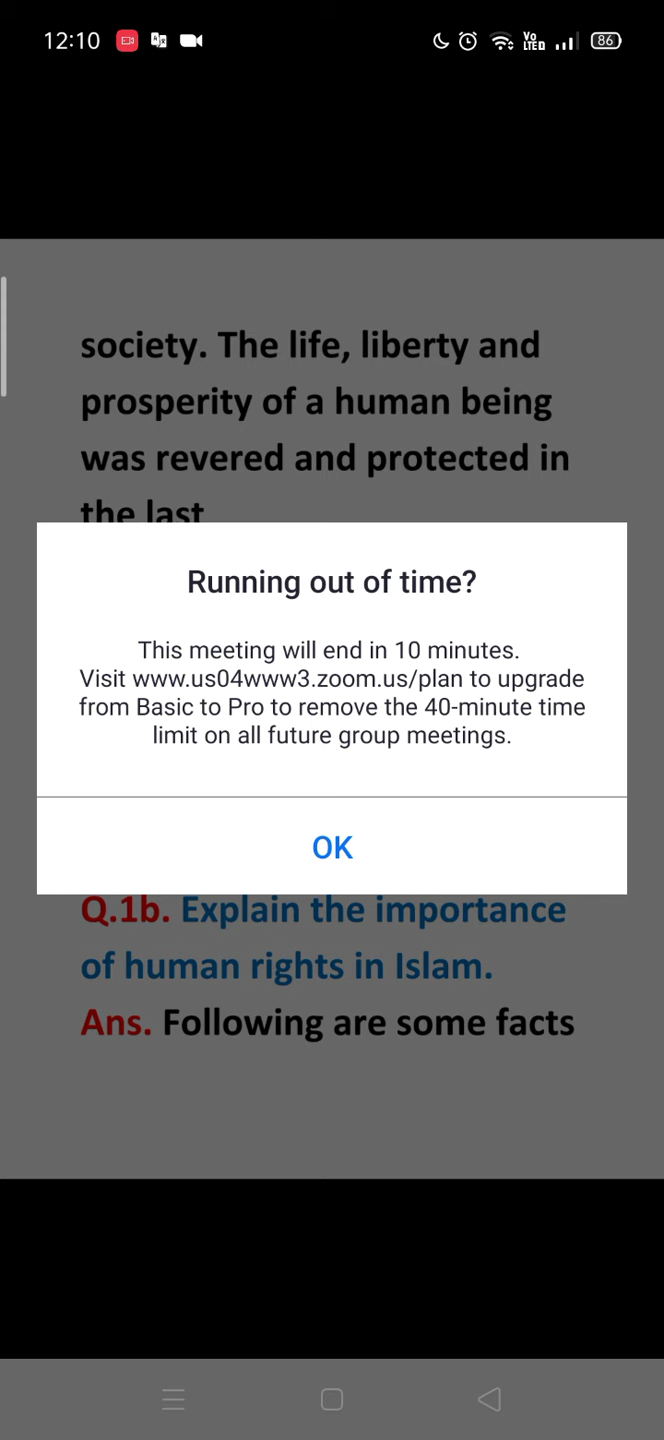 12:10
Vo
LTED
86
society. The life, liberty and
prosperity of a human being
was revered and protected in
the last
Running out of time?
This meeting will end in 10 minutes.
Visit www.us04www3.zoom.us/plan to upgrade
from Basic to Pro to remove the 40-minute time
limit on all future group meetings.
OK
Q.1b. Explain the importance
of human rights in Islam.
Ans. Following are some facts